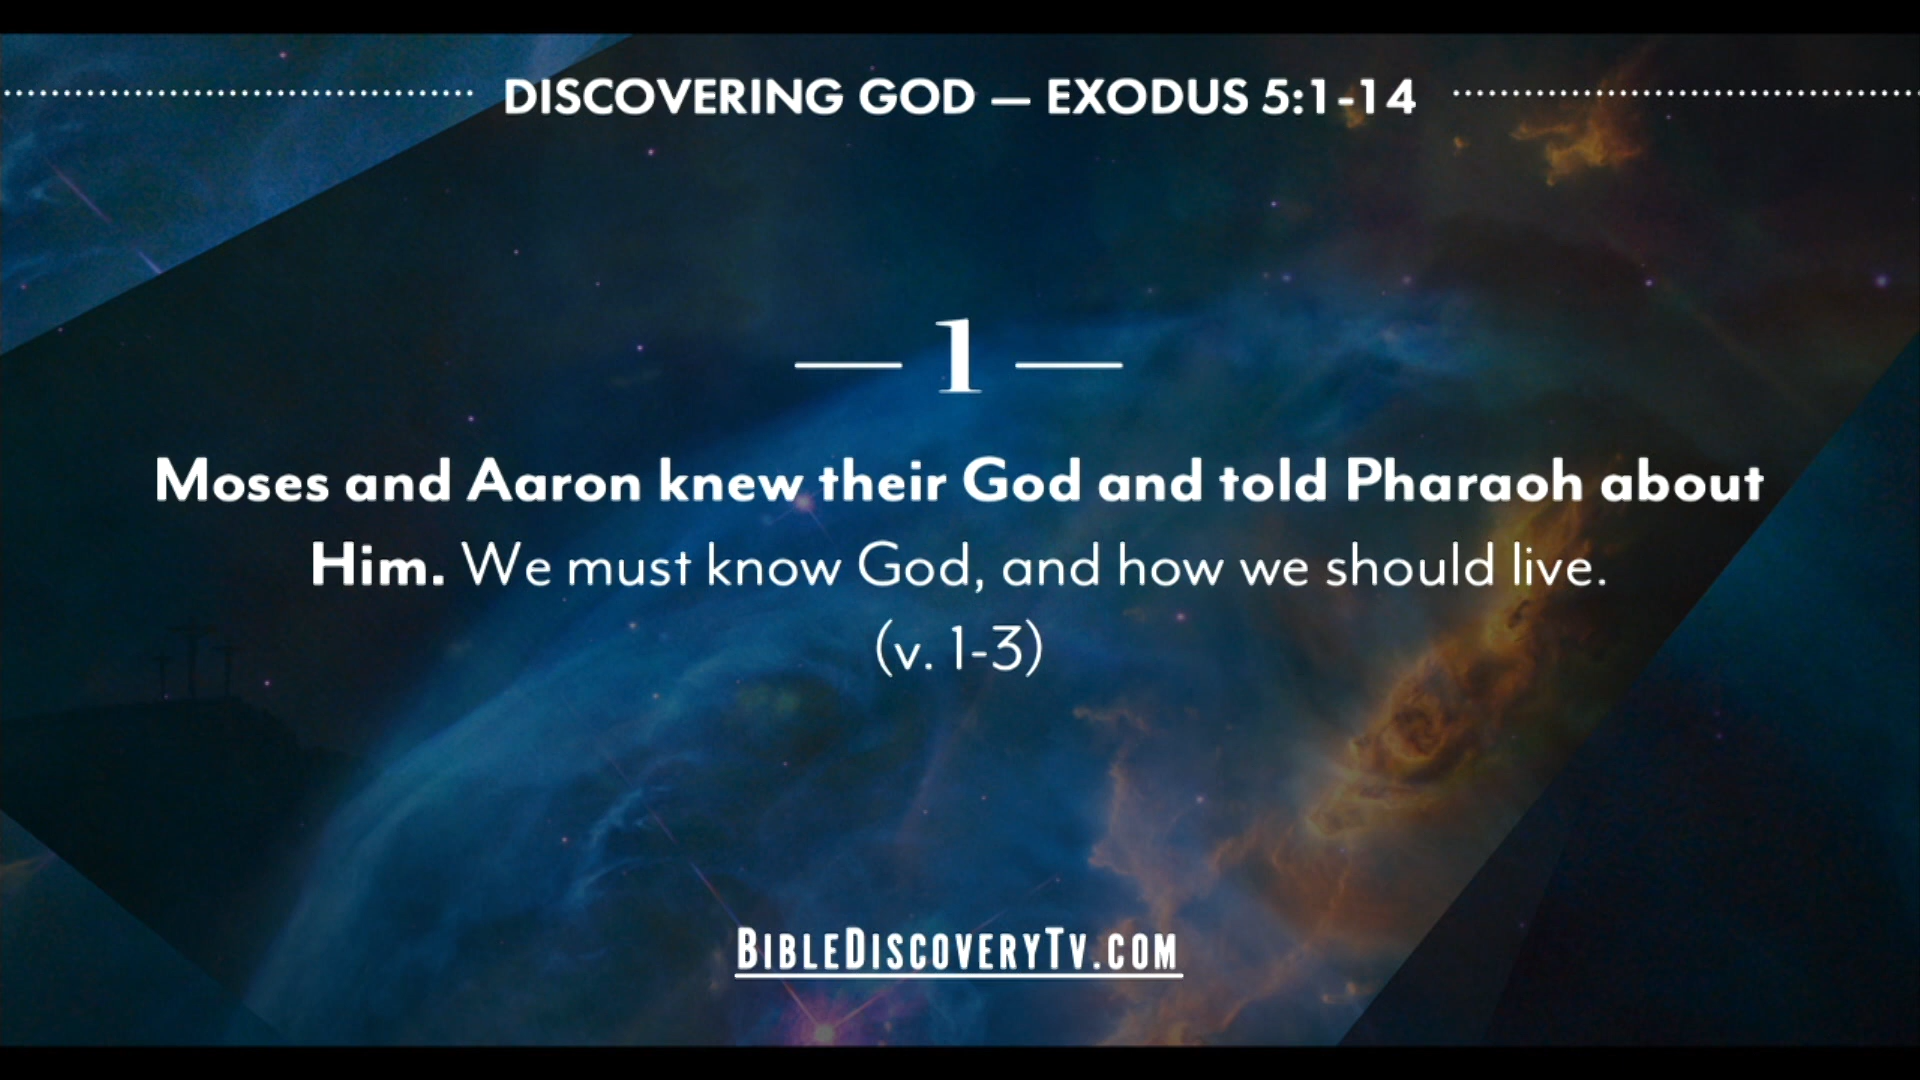 DISCOVERING GOD — EXODUS 5:1-14
— 1 —
Moses and Aaron knew their God and told Pharaoh about
Him. We must know God, and how we should live.
(v. 1-3)
BIBLEDISCOVERYTV.COM